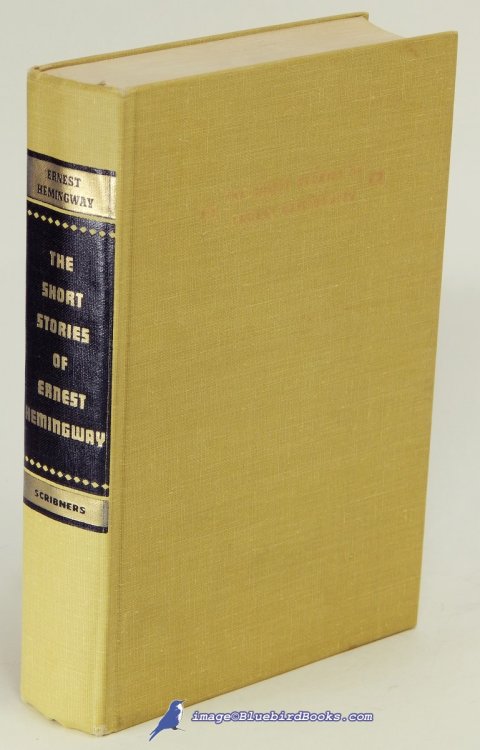 ERNEST
HEMINGWAY
THE
SHORT
STORIES
OF
ERNEST
HEMINGWAY
SCRIBNERS
image©BluebirdBooks.com